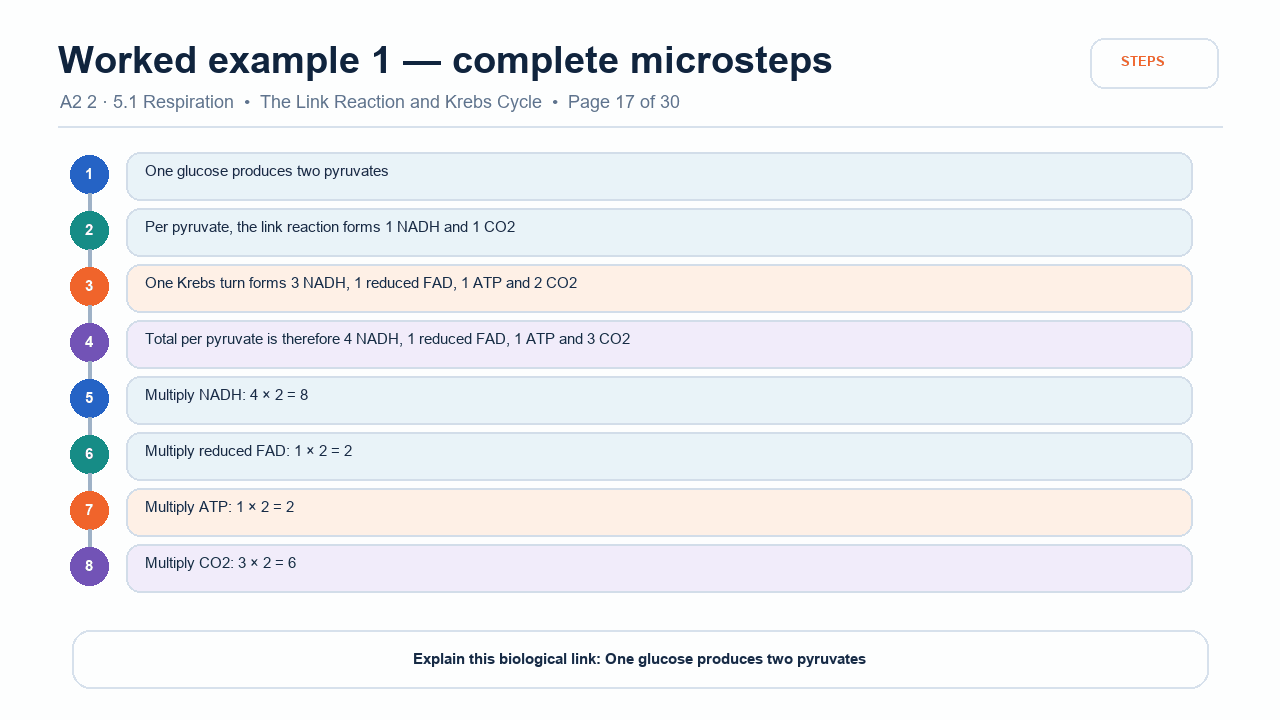 Worked example 1 — complete microsteps
STEPS
A2 2 · 5.1 Respiration • The Link Reaction and Krebs Cycle • Page 17 of 30
1 One glucose produces two pyruvates
2 Per pyruvate, the link reaction forms 1 NADH and 1 CO2
3 One Krebs turn forms 3 NADH, 1 reduced FAD, 1 ATP and 2 CO2
4 Total per pyruvate is therefore 4 NADH, 1 reduced FAD, 1 ATP and 3 CO2
5 Multiply NADH: 4 × 2 = 8
6 Multiply reduced FAD: 1 × 2 = 2
7 Multiply ATP: 1 × 2 = 2
8 Multiply CO2: 3 × 2 = 6
Explain this biological link: One glucose produces two pyruvates